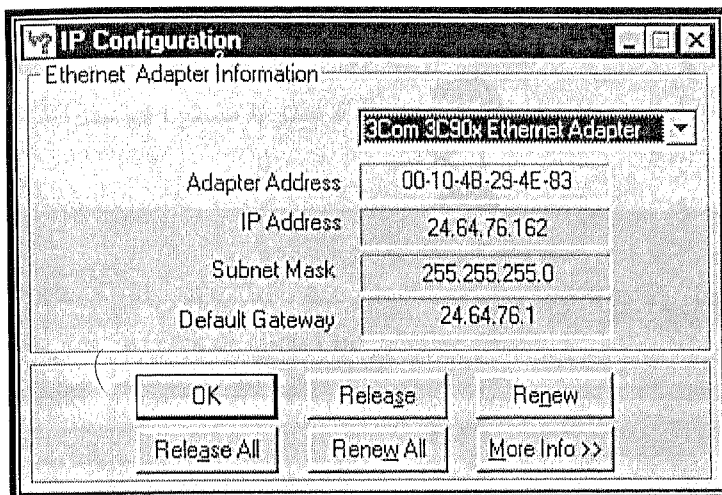 IP Configuration
Ethernet Adapter Information
3Com 3C90x Ethernet Adapter
Adapter Address 00-10-4B-29-4E-83
IP Address 24.64.76.162
Subnet Mask 255.255.255.0
Default Gateway 24.64.76.1
OK Release Renew
Release All Renew All More Info >>